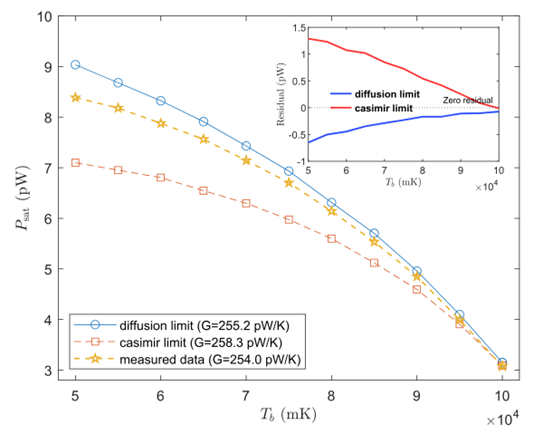 10
9
8
7
6
5
4
3
P_sat (pW)
5
6
7
8
9
10
T_b (mK)
×10^4
diffusion limit (G=255.2 pW/K)
casimir limit (G=258.3 pW/K)
measured data (G=254.0 pW/K)
1.5
1
0.5
0
-0.5
-1
Residual (pW)
diffusion limit
casimir limit
Zero residual
5
6
7
8
9
10
T_b (mK)
×10^4